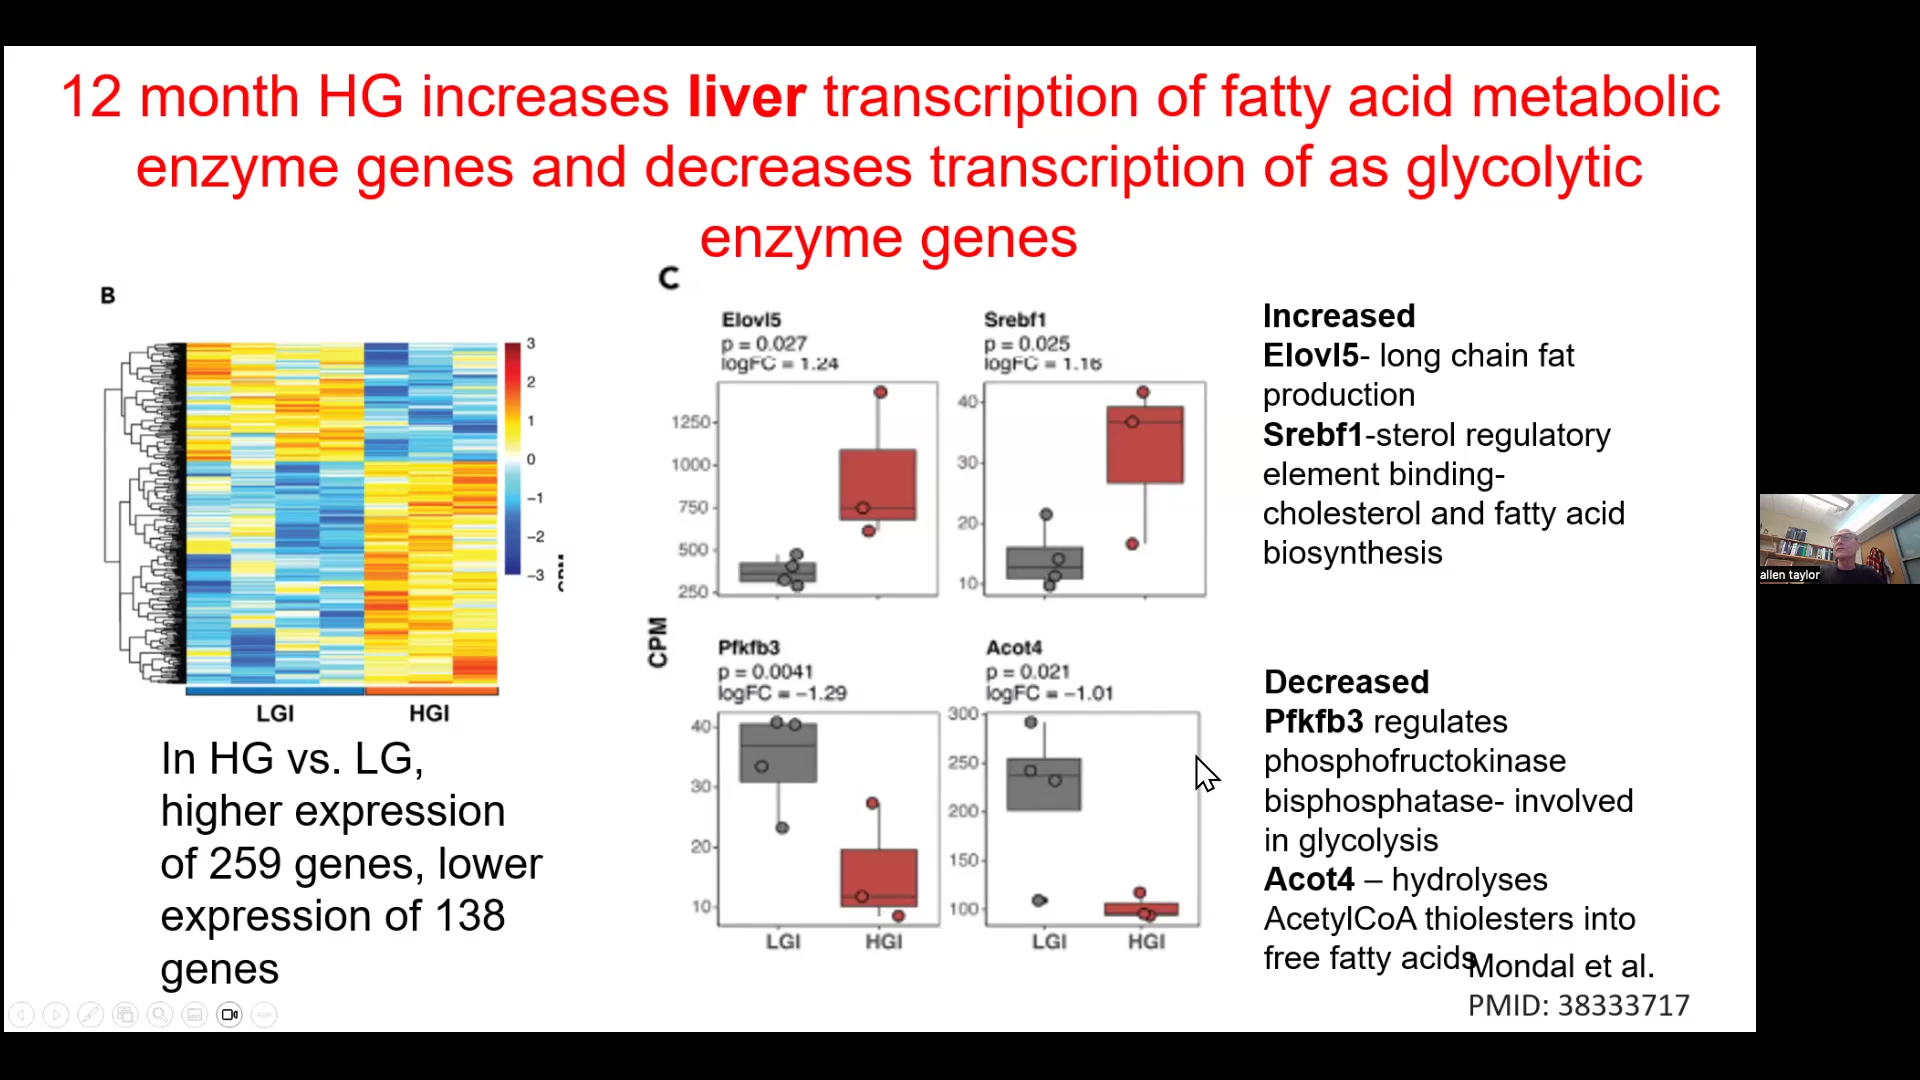 12 month HG increases liver transcription of fatty acid metabolic
enzyme genes and decreases transcription of as glycolytic
enzyme genes
B
3
2
1
0
−1
−2
−3
LGI
HGI
In HG vs. LG,
higher expression
of 259 genes, lower
expression of 138
genes
C
CPM
Elovl5
p = 0.027
logFC = 1.24
1250
1000
750
500
250
Srebf1
p = 0.025
logFC = 1.16
40
30
20
10
Pfkfb3
p = 0.0041
logFC = −1.29
40
30
20
10
LGI
HGI
Acot4
p = 0.021
logFC = −1.01
300
250
200
150
100
LGI
HGI
Increased
Elovl5- long chain fat
production
Srebf1-sterol regulatory
element binding-
cholesterol and fatty acid
biosynthesis
Decreased
Pfkfb3 regulates
phosphofructokinase
bisphosphatase- involved
in glycolysis
Acot4 – hydrolyses
AcetylCoA thiolesters into
free fatty acids
Mondal et al.
PMID: 38333717
allen taylor